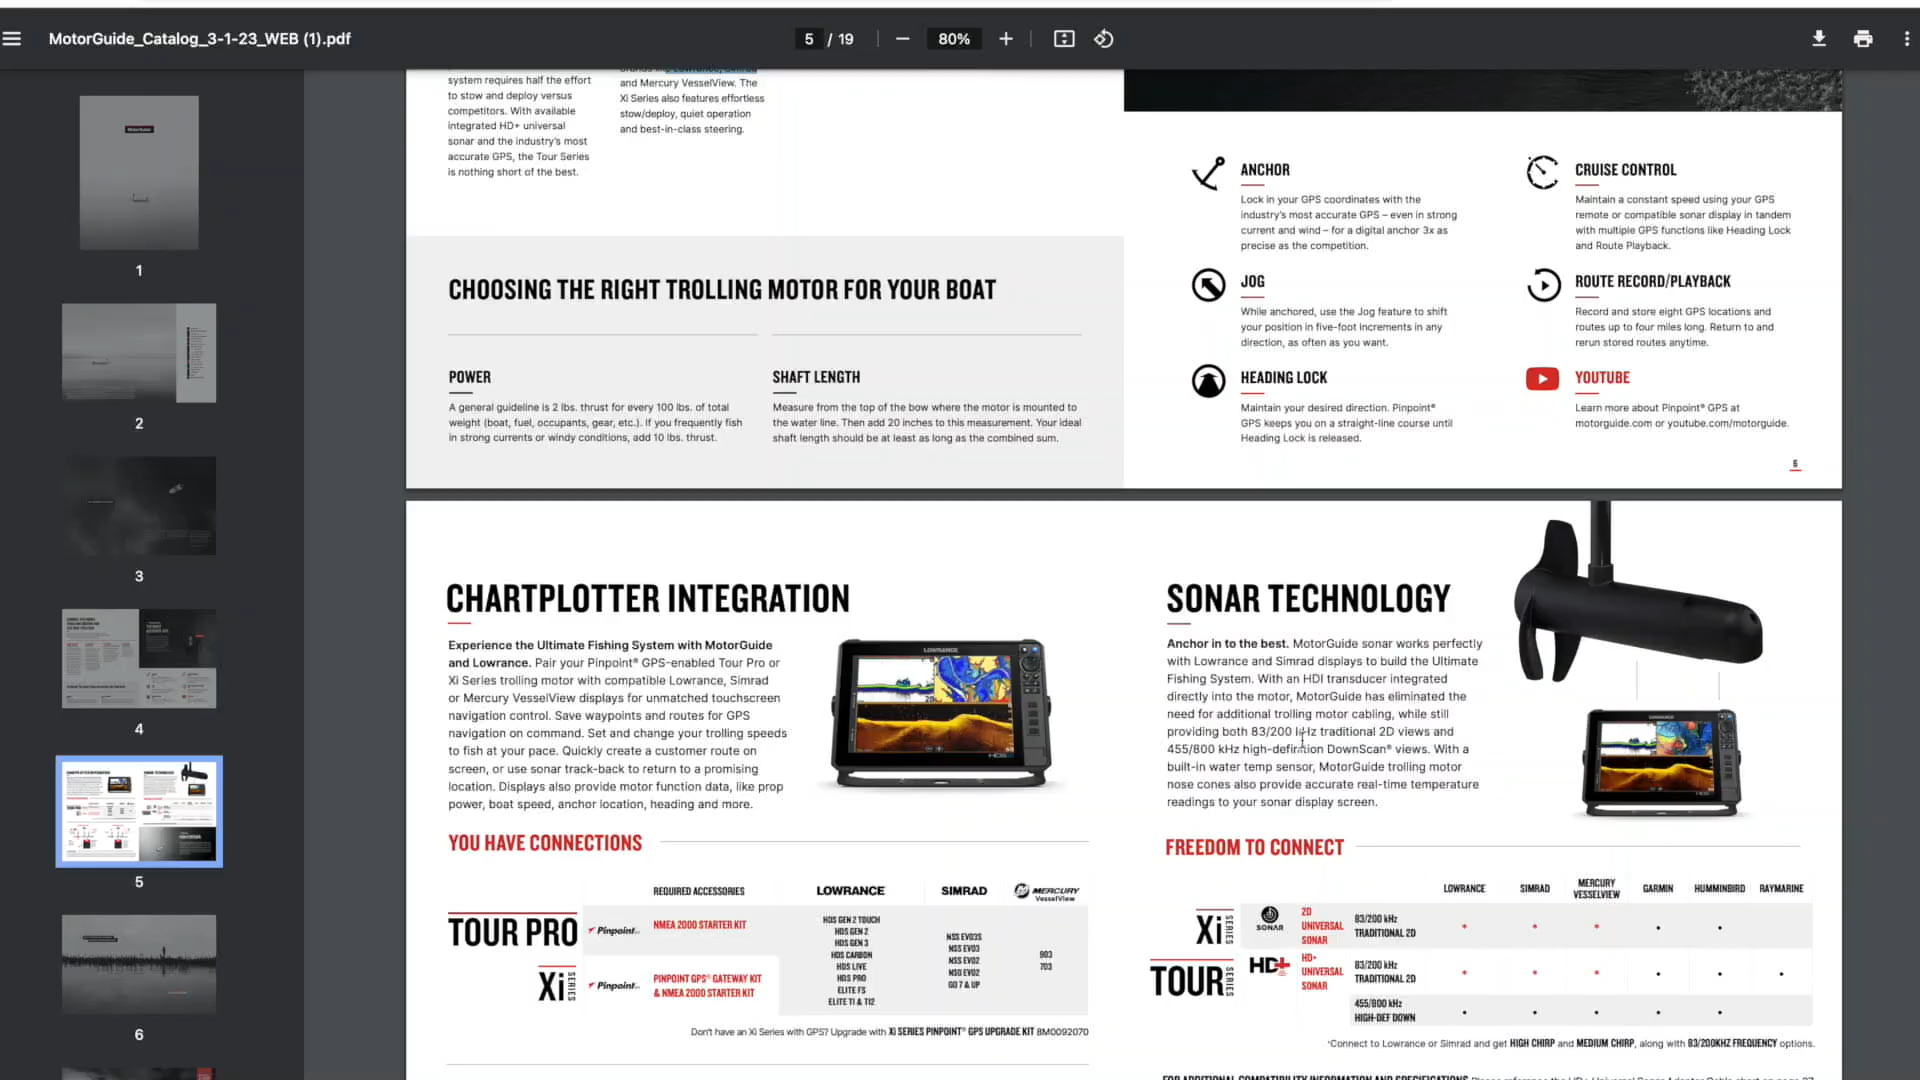 MotorGuide_Catalog_3-1-23_WEB (1).pdf
5 / 19
80%
1
2
3
4
5
6
system requires half the effort
to stow and deploy versus
competitors. With available
integrated HD+ universal
sonar and the industry's most
accurate GPS, the Tour Series
is nothing short of the best.
and Mercury VesselView. The
Xi Series also features effortless
stow/deploy, quiet operation
and best-in-class steering.
CHOOSING THE RIGHT TROLLING MOTOR FOR YOUR BOAT
POWER
A general guideline is 2 lbs. thrust for every 100 lbs. of total
weight (boat, fuel, occupants, gear, etc.). If you frequently fish
in strong currents or windy conditions, add 10 lbs. thrust.
SHAFT LENGTH
Measure from the top of the bow where the motor is mounted to
the water line. Then add 20 inches to this measurement. Your ideal
shaft length should be at least as long as the combined sum.
ANCHOR
Lock in your GPS coordinates with the
industry's most accurate GPS – even in strong
current and wind – for a digital anchor 3x as
precise as the competition.
CRUISE CONTROL
Maintain a constant speed using your GPS
remote or compatible sonar display in tandem
with multiple GPS functions like Heading Lock
and Route Playback.
JOG
While anchored, use the Jog feature to shift
your position in five-foot increments in any
direction, as often as you want.
ROUTE RECORD/PLAYBACK
Record and store eight GPS locations and
routes up to four miles long. Return to and
rerun stored routes anytime.
HEADING LOCK
Maintain your desired direction. Pinpoint®
GPS keeps you on a straight-line course until
Heading Lock is released.
YOUTUBE
Learn more about Pinpoint® GPS at
motorguide.com or youtube.com/motorguide.
CHARTPLOTTER INTEGRATION
Experience the Ultimate Fishing System with MotorGuide
and Lowrance. Pair your Pinpoint® GPS-enabled Tour Pro or
Xi Series trolling motor with compatible Lowrance, Simrad
or Mercury VesselView displays for unmatched touchscreen
navigation control. Save waypoints and routes for GPS
navigation on command. Set and change your trolling speeds
to fish at your pace. Quickly create a customer route on
screen, or use sonar track-back to return to a promising
location. Displays also provide motor function data, like prop
power, boat speed, anchor location, heading and more.
LOWRANCE
YOU HAVE CONNECTIONS
REQUIRED ACCESSORIES LOWRANCE SIMRAD MERCURY
VesselView
TOUR PRO Pinpoint NMEA 2000 STARTER KIT
Xi SERIES Pinpoint PINPOINT GPS® GATEWAY KIT
& NMEA 2000 STARTER KIT
HDS GEN 2 TOUCH
HDS GEN 2
HDS GEN 3
HDS CARBON
HDS LIVE
HDS PRO
ELITE FS
ELITE TI & TI2
NSS EVO3S
NSS EVO3
NSS EVO2
NSO EVO2
GO 7 & UP
903
703
Don't have an Xi Series with GPS? Upgrade with Xi SERIES PINPOINT® GPS UPGRADE KIT 8M0092070
SONAR TECHNOLOGY
Anchor in to the best. MotorGuide sonar works perfectly
with Lowrance and Simrad displays to build the Ultimate
Fishing System. With an HDI transducer integrated
directly into the motor, MotorGuide has eliminated the
need for additional trolling motor cabling, while still
providing both 83/200 kHz traditional 2D views and
455/800 kHz high-definition DownScan® views. With a
built-in water temp sensor, MotorGuide trolling motor
nose cones also provide accurate real-time temperature
readings to your sonar display screen.
FREEDOM TO CONNECT
LOWRANCE SIMRAD MERCURY VESSELVIEW GARMIN HUMMINBIRD RAYMARINE
Xi SERIES SONAR 2D UNIVERSAL SONAR 83/200 kHz TRADITIONAL 2D * * * • •
TOUR SERIES HD+ HD+ UNIVERSAL SONAR 83/200 kHz TRADITIONAL 2D * * * • • •
455/800 kHz HIGH-DEF DOWN • • • • •
*Connect to Lowrance or Simrad and get HIGH CHIRP and MEDIUM CHIRP, along with 83/200KHZ FREQUENCY options.